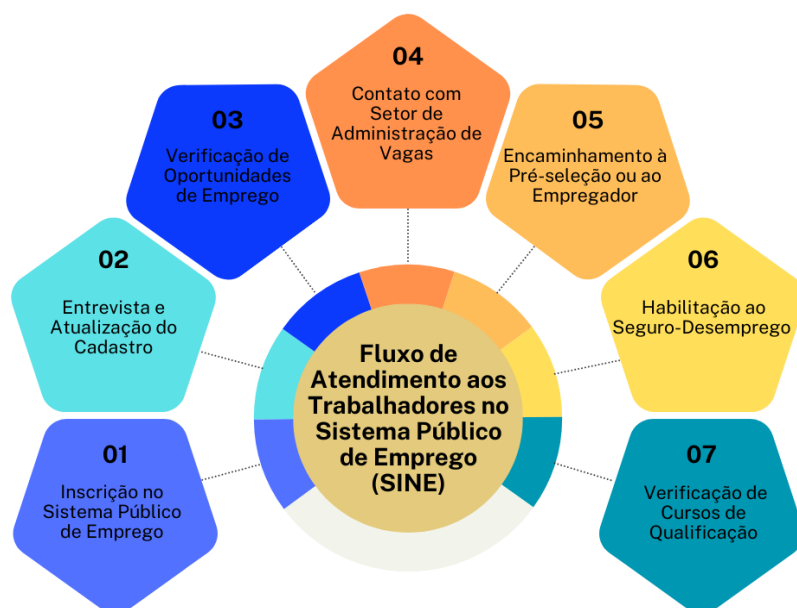 01
Inscrição no
Sistema Público
de Emprego
02
Entrevista e
Atualização do
Cadastro
03
Verificação de
Oportunidades
de Emprego
04
Contato com
Setor de
Administração de
Vagas
05
Encaminhamento à
Pré-seleção ou ao
Empregador
06
Habilitação ao
Seguro-Desemprego
07
Verificação de
Cursos de
Qualificação
Fluxo de
Atendimento aos
Trabalhadores no
Sistema Público
de Emprego
(SINE)